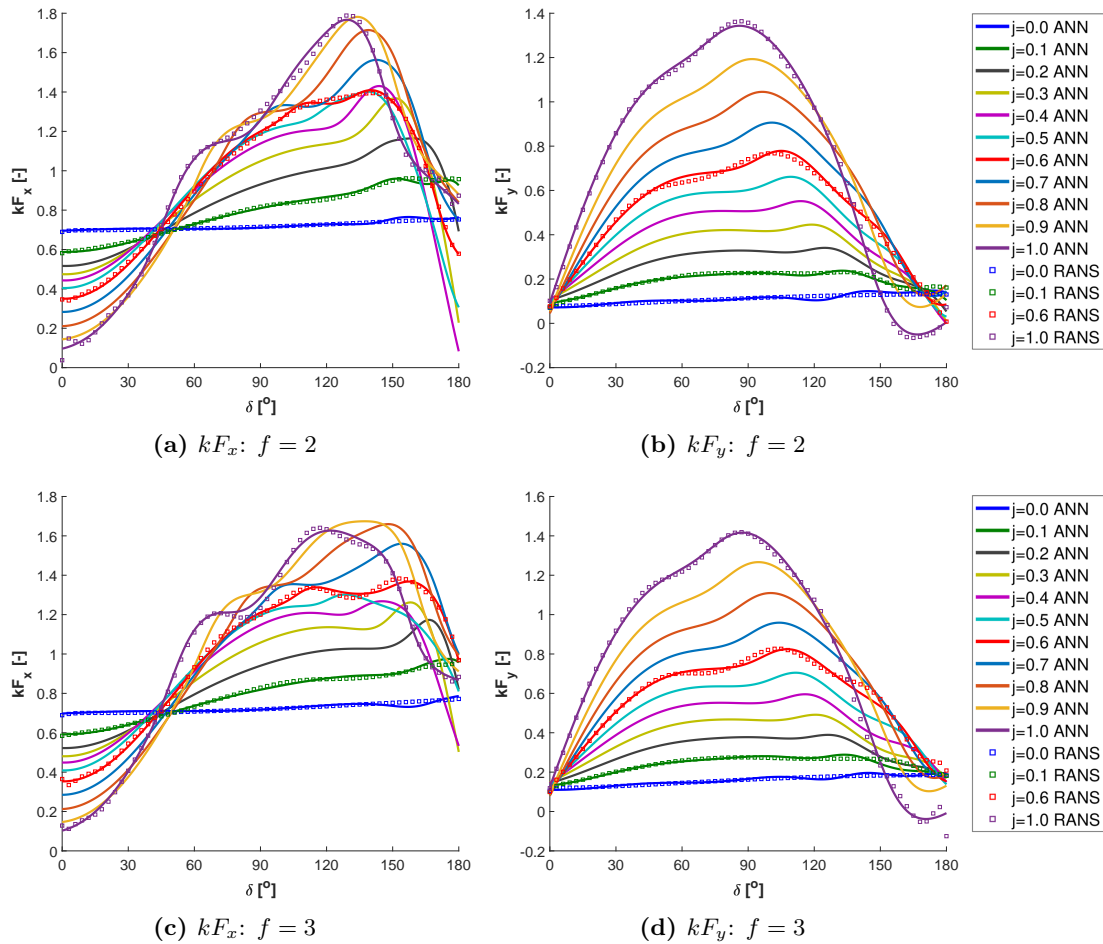 1.8
1.6
1.4
1.2
1
0.8
0.6
0.4
0.2
0
kFx [-]
0 30 60 90 120 150 180
δ [º]
(a) kFx: f = 2
1.4
1.2
1
0.8
0.6
0.4
0.2
0
-0.2
kFy [-]
0 30 60 90 120 150 180
δ [º]
(b) kFy: f = 2
j=0.0 ANN
j=0.1 ANN
j=0.2 ANN
j=0.3 ANN
j=0.4 ANN
j=0.5 ANN
j=0.6 ANN
j=0.7 ANN
j=0.8 ANN
j=0.9 ANN
j=1.0 ANN
j=0.0 RANS
j=0.1 RANS
j=0.6 RANS
j=1.0 RANS
1.8
1.6
1.4
1.2
1
0.8
0.6
0.4
0.2
0
kFx [-]
0 30 60 90 120 150 180
δ [º]
(c) kFx: f = 3
1.6
1.4
1.2
1
0.8
0.6
0.4
0.2
0
-0.2
kFy [-]
0 30 60 90 120 150 180
δ [º]
(d) kFy: f = 3
j=0.0 ANN
j=0.1 ANN
j=0.2 ANN
j=0.3 ANN
j=0.4 ANN
j=0.5 ANN
j=0.6 ANN
j=0.7 ANN
j=0.8 ANN
j=0.9 ANN
j=1.0 ANN
j=0.0 RANS
j=0.1 RANS
j=0.6 RANS
j=1.0 RANS